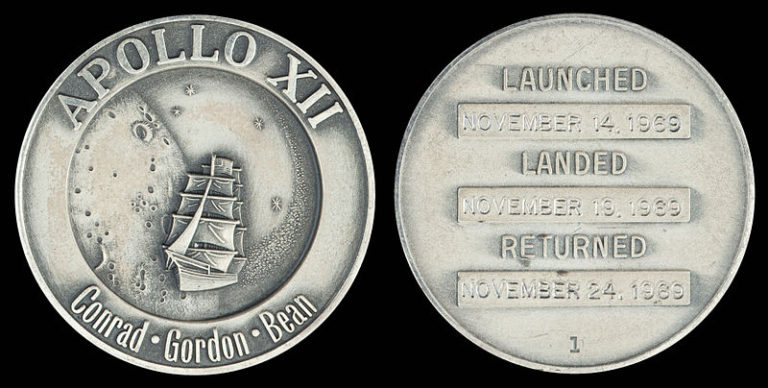 APOLLO XII
Conrad · Gordon · Bean
LAUNCHED
NOVEMBER 14, 1969
LANDED
NOVEMBER 19, 1969
RETURNED
NOVEMBER 24, 1969
1